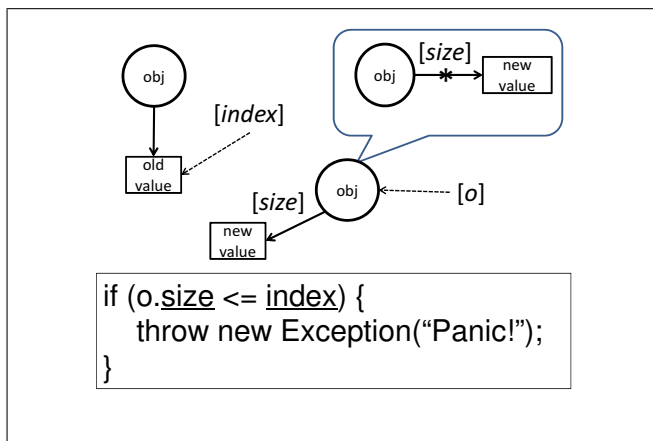 obj
[index]
old
value
[size]
obj
new
value
obj
[o]
[size]
new
value
if (o.size <= index) {
throw new Exception(“Panic!”);
}